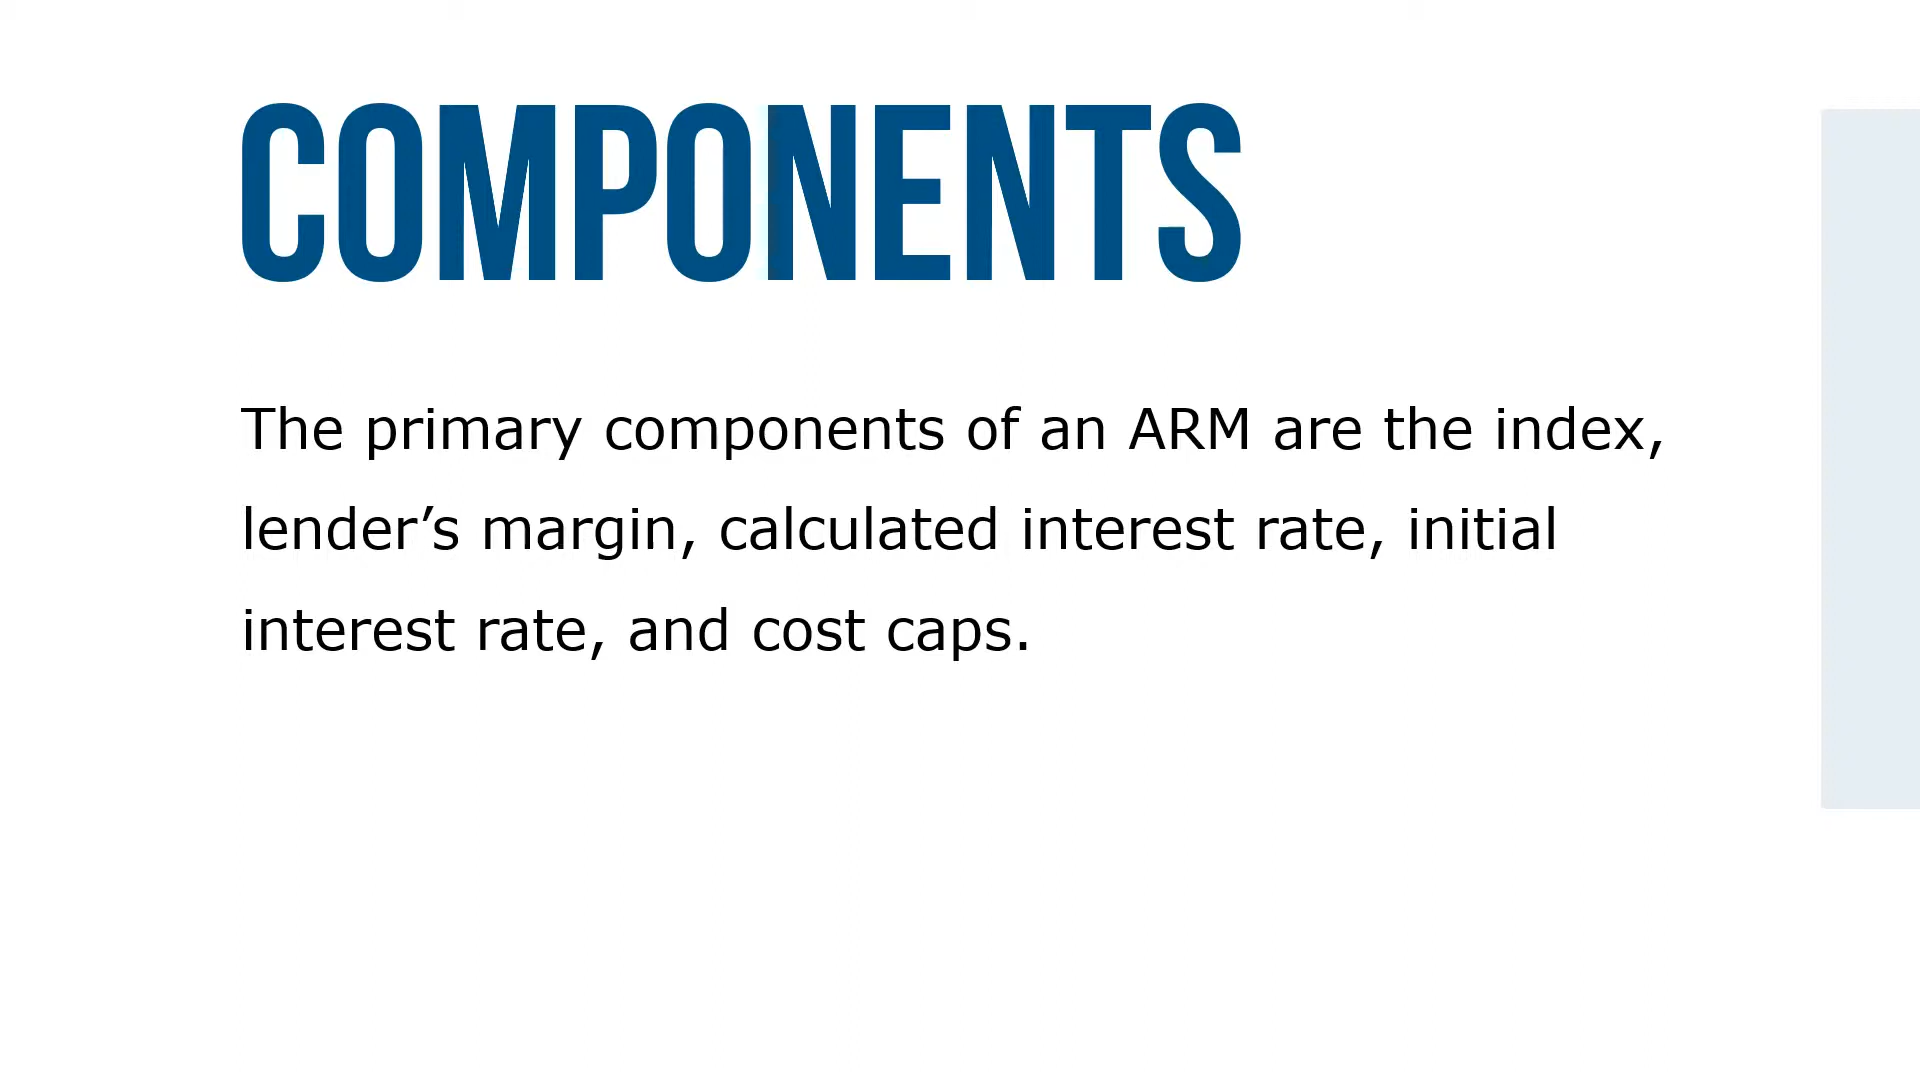 COMPONENTS
The primary components of an ARM are the index,
lender’s margin, calculated interest rate, initial
interest rate, and cost caps.